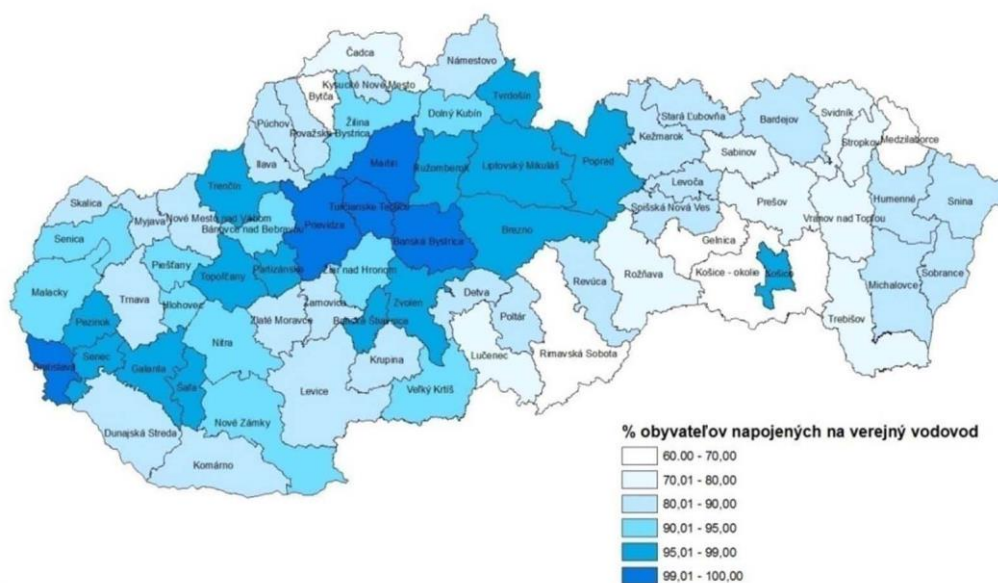 Čadca
Námestovo
Kysucké Nové Mesto
Bytča
Tvrdošín
Dolný Kubín
Žilina
Púchov
Považská Bystrica
Ilava
Martin
Ružomberok
Liptovský Mikuláš
Poprad
Kežmarok
Stará Ľubovňa
Bardejov
Svidník
Stropkov
Medzilaborce
Sabinov
Levoča
Prešov
Humenné
Snina
Spišská Nová Ves
Vranov nad Topľou
Gelnica
Košice - okolie
Košice
Sobrance
Michalovce
Trebišov
Rožňava
Revúca
Trenčín
Skalica
Myjava
Nové Mesto nad Váhom
Bánovce nad Bebravou
Prievidza
Turčianske Teplice
Banská Bystrica
Brezno
Senica
Piešťany
Topoľčany
Partizánske
Žiar nad Hronom
Malacky
Trnava
Hlohovec
Zvolen
Detva
Poltár
Pezinok
Zlaté Moravce
Žarnovica
Banská Štiavnica
Nitra
Krupina
Lučenec
Rimavská Sobota
Bratislava
Senec
Galanta
Šaľa
Levice
Veľký Krtíš
Nové Zámky
Dunajská Streda
Komárno
% obyvateľov napojených na verejný vodovod
60.00 - 70,00
70,01 - 80,00
80,01 - 90,00
90,01 - 95,00
95,01 - 99,00
99,01 - 100,00